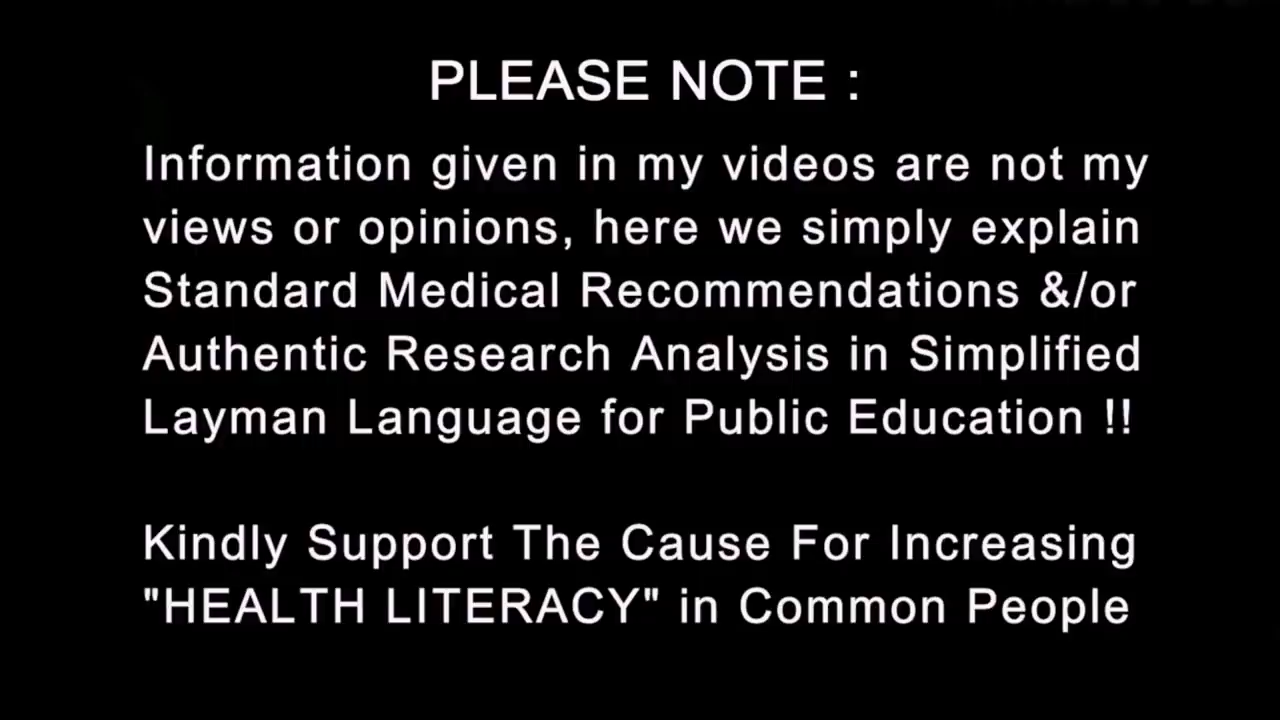 PLEASE NOTE :
Information given in my videos are not my
views or opinions, here we simply explain
Standard Medical Recommendations &/or
Authentic Research Analysis in Simplified
Layman Language for Public Education !!
Kindly Support The Cause For Increasing
"HEALTH LITERACY" in Common People